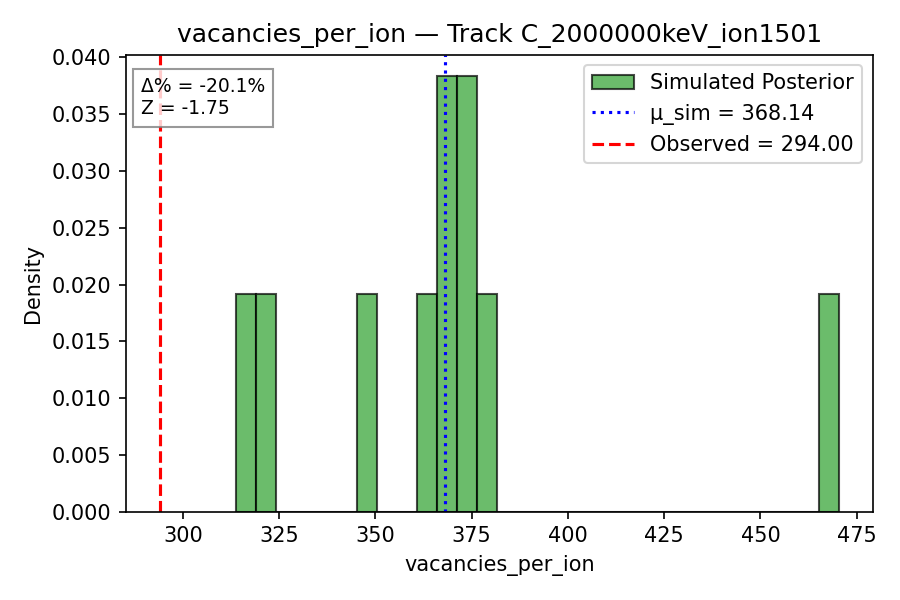 vacancies_per_ion — Track C_2000000keV_ion1501
0.040
0.035
0.030
0.025
0.020
0.015
0.010
0.005
0.000
Density
Δ% = -20.1%
Z = -1.75
Simulated Posterior
μ_sim = 368.14
Observed = 294.00
300
325
350
375
400
425
450
475
vacancies_per_ion